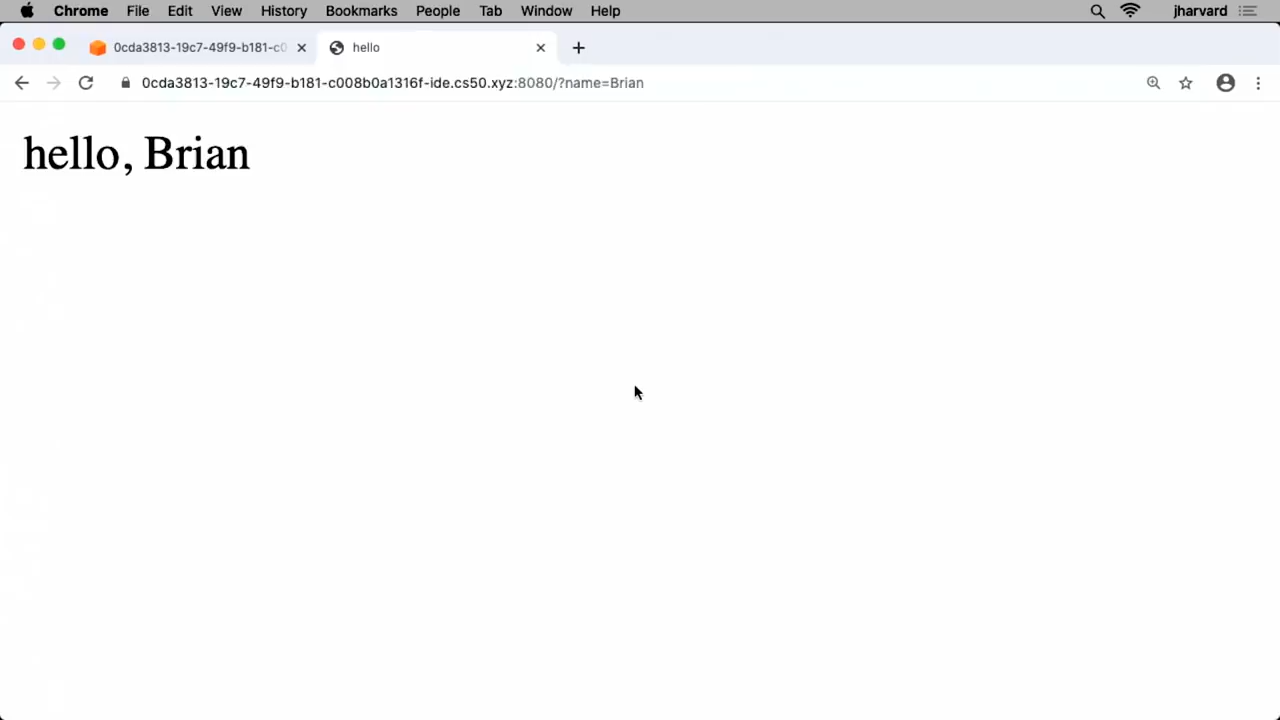 Chrome File Edit View History Bookmarks People Tab Window Help jharvard
0cda3813-19c7-49f9-b181-c0 hello
0cda3813-19c7-49f9-b181-c008b0a1316f-ide.cs50.xyz:8080/?name=Brian
hello, Brian